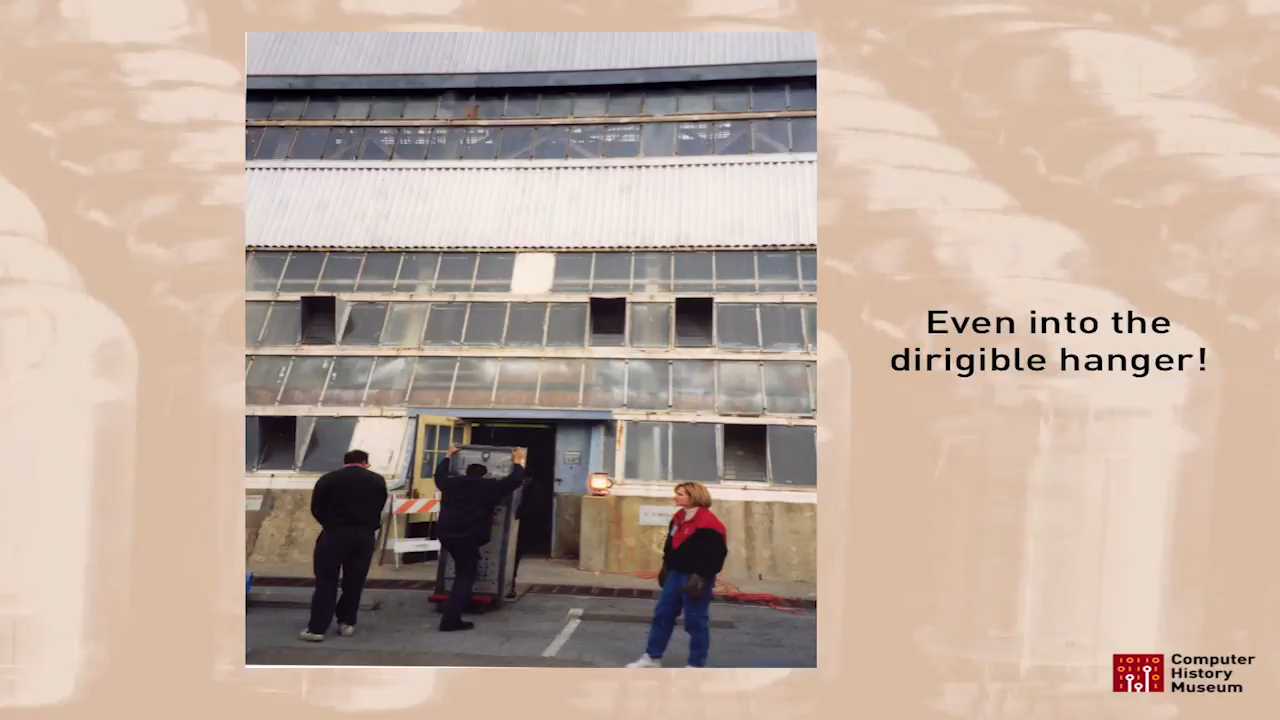 Even into the
dirigible hanger!
Computer
History
Museum